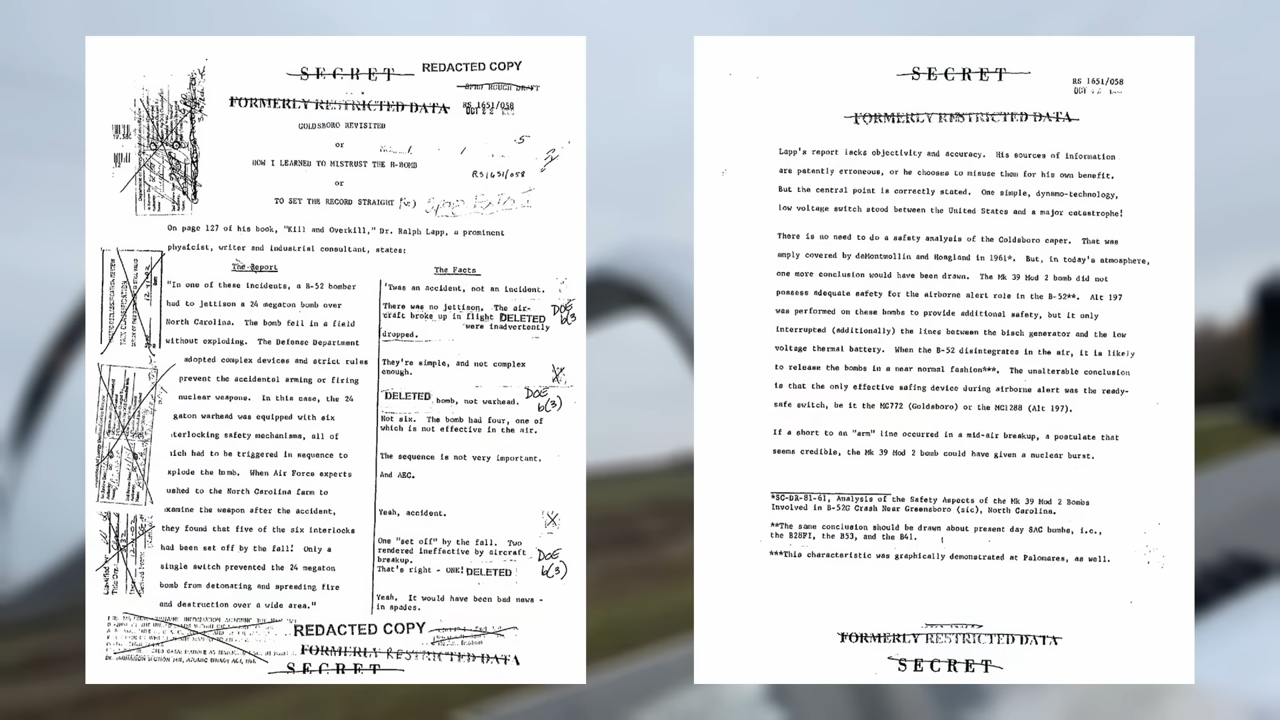 SECRET
REDACTED COPY
FORMERLY RESTRICTED DATA
RS 1651/058
GOLDSBORO REVISITED
or
HOW I LEARNED TO MISTRUST THE H-BOMB
or
RS1651/058
TO SET THE RECORD STRAIGHT
On page 127 of his book, "Kill and Overkill," Dr. Ralph Lapp, a prominent
physicist, writer and industrial consultant, states:
The Report
"In one of these incidents, a B-52 bomber
had to jettison a 24 megaton bomb over
North Carolina. The bomb fell in a field
without exploding. The Defense Department
adopted complex devices and strict rules
prevent the accidental arming or firing
nuclear weapons. In this case, the 24
gaton warhead was equipped with six
terlocking safety mechanisms, all of
hich had to be triggered in sequence to
xplode the bomb. When Air Force experts
ushed to the North Carolina farm to
xamine the weapon after the accident,
they found that five of the six interlocks
had been set off by the fall! Only a
single switch prevented the 24 megaton
bomb from detonating and spreading fire
and destruction over a wide area."
The Facts
'Twas an accident, not an incident.
There was no jettison. The air-
craft broke up in flight DELETED
were inadvertently
dropped.
DOE
b(3
They're simple, and not complex
enough.
DELETED bomb, not warhead.
DOE
b(3)
Not six. The bomb had four, one of
which is not effective in the air.
The sequence is not very important.
And AEC.
Yeah, accident.
One "set off" by the fall. Two
rendered ineffective by aircraft
breakup.
That's right - ONE! DELETED
DOE
b(3)
Yeah. It would have been bad news -
in spades.
REDACTED COPY
FORMERLY RESTRICTED DATA
SECRET
SECRET
RS 1651/058
FORMERLY RESTRICTED DATA
Lapp's report lacks objectivity and accuracy. His sources of information
are patently erroneous, or he chooses to misuse them for his own benefit.
But the central point is correctly stated. One simple, dynamo-technology,
low voltage switch stood between the United States and a major catastrophe!
There is no need to do a safety analysis of the Goldsboro caper. That was
amply covered by deMontmollin and Hoagland in 1961*. But, in today's atmosphere,
one more conclusion would have been drawn. The Mk 39 Mod 2 bomb did not
possess adequate safety for the airborne alert role in the B-52**. Alt 197
was performed on these bombs to provide additional safety, but it only
interrupted (additionally) the lines between the bisch generator and the low
voltage thermal battery. When the B-52 disintegrates in the air, it is likely
to release the bombs in a near normal fashion***. The unalterable conclusion
is that the only effective safing device during airborne alert was the ready-
safe switch, be it the MC772 (Goldsboro) or the MC1288 (Alt 197).
If a short to an "arm" line occurred in a mid-air breakup, a postulate that
seems credible, the Mk 39 Mod 2 bomb could have given a nuclear burst.
*SC-DR-81-61, Analysis of the Safety Aspects of the Mk 39 Mod 2 Bombs
Involved in B-52G Crash Near Greensboro (sic), North Carolina.
**The same conclusion should be drawn about present day SAC bombs, i.e.,
the B28FI, the B53, and the B41.
***This characteristic was graphically demonstrated at Palomares, as well.
FORMERLY RESTRICTED DATA
SECRET